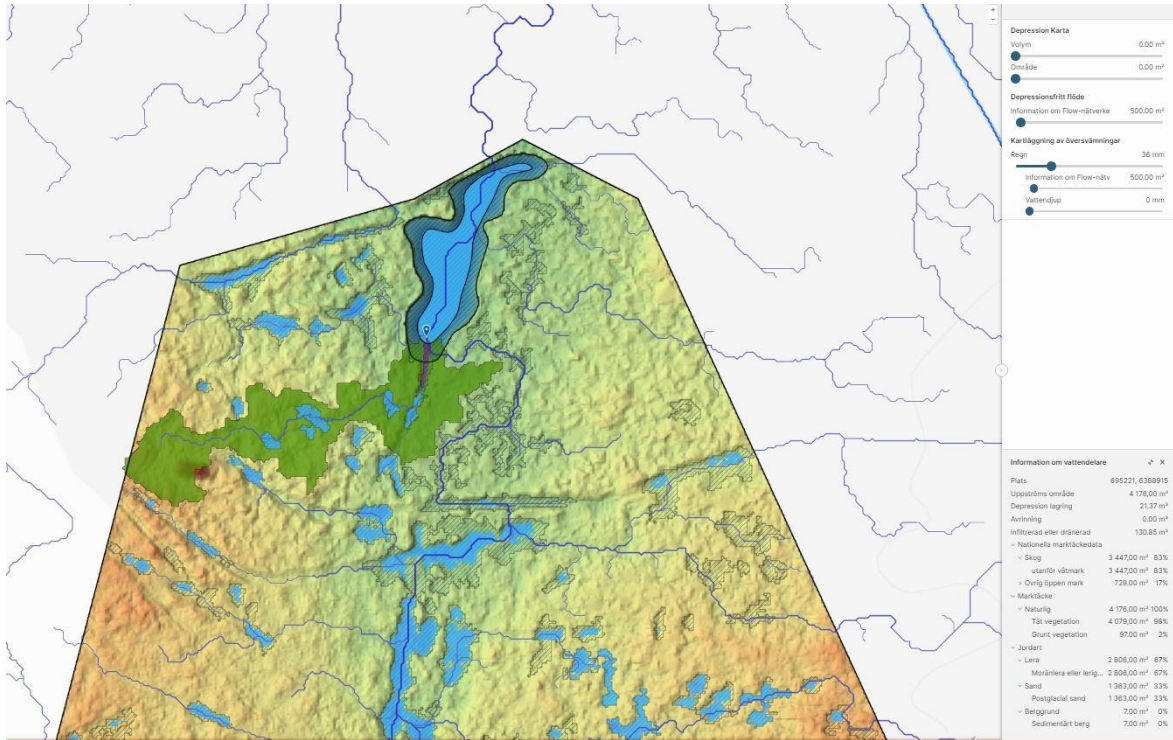 +
−
Depression Karta
Volym 0.00 m³
Område 0.00 m²
Depressionsfritt flöde
Information om Flow-nätverke 500.00 m²
Kartläggning av översvämningar
Regn 36 mm
Information om Flow-nätv 500.00 m²
Vattendjup 0 mm
Information om vattendelare
Plats 695221, 6388915
Uppströms område 4 176,00 m²
Depression lagring 21,37 m³
Avrinning 0.00 m³
Infiltrerad eller dränerad 130.85 m³
Nationella marktäckedata
Skog 3 447,00 m² 83%
utanför våtmark 3 447,00 m² 83%
Övrig öppen mark 729,00 m² 17%
Marktäcke
Naturlig 4 176,00 m² 100%
Tät vegetation 4 079,00 m² 98%
Grunt vegetation 97.00 m² 2%
Jordart
Lera 2 806,00 m² 67%
Moränlera eller lerig... 2 806,00 m² 67%
Sand 1 363,00 m² 33%
Postglacial sand 1 363,00 m² 33%
Berggrund 7,00 m² 0%
Sedimentärt berg 7,00 m² 0%